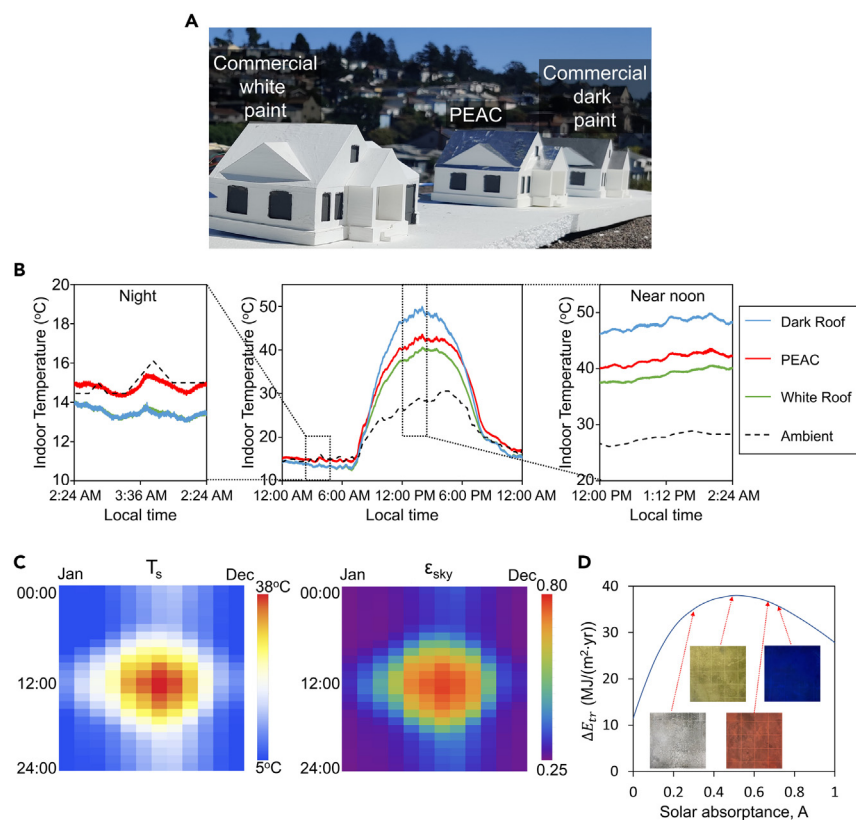 A
Commercial
white
paint
PEAC
Commercial
dark
paint
B
Indoor Temperature (oC)
20
18
16
14
12
10
Night
2:24 AM
3:36 AM
2:24 AM
Local time
Indoor Temperature (oC)
50
40
30
20
10
12:00 AM
6:00 AM
12:00 PM
6:00 PM
12:00 AM
Local time
Indoor Temperature (oC)
50
40
30
20
Near noon
12:00 PM
1:12 PM
2:24 AM
Local time
Dark Roof
PEAC
White Roof
Ambient
C
Jan
Ts
Dec
00:00
12:00
24:00
38oC
5oC
Jan
εsky
Dec
00:00
12:00
24:00
0.80
0.25
D
ΔEtr (MJ/(m2·yr))
40
30
20
10
0
0
0.2
0.4
0.6
0.8
1
Solar absorptance, A